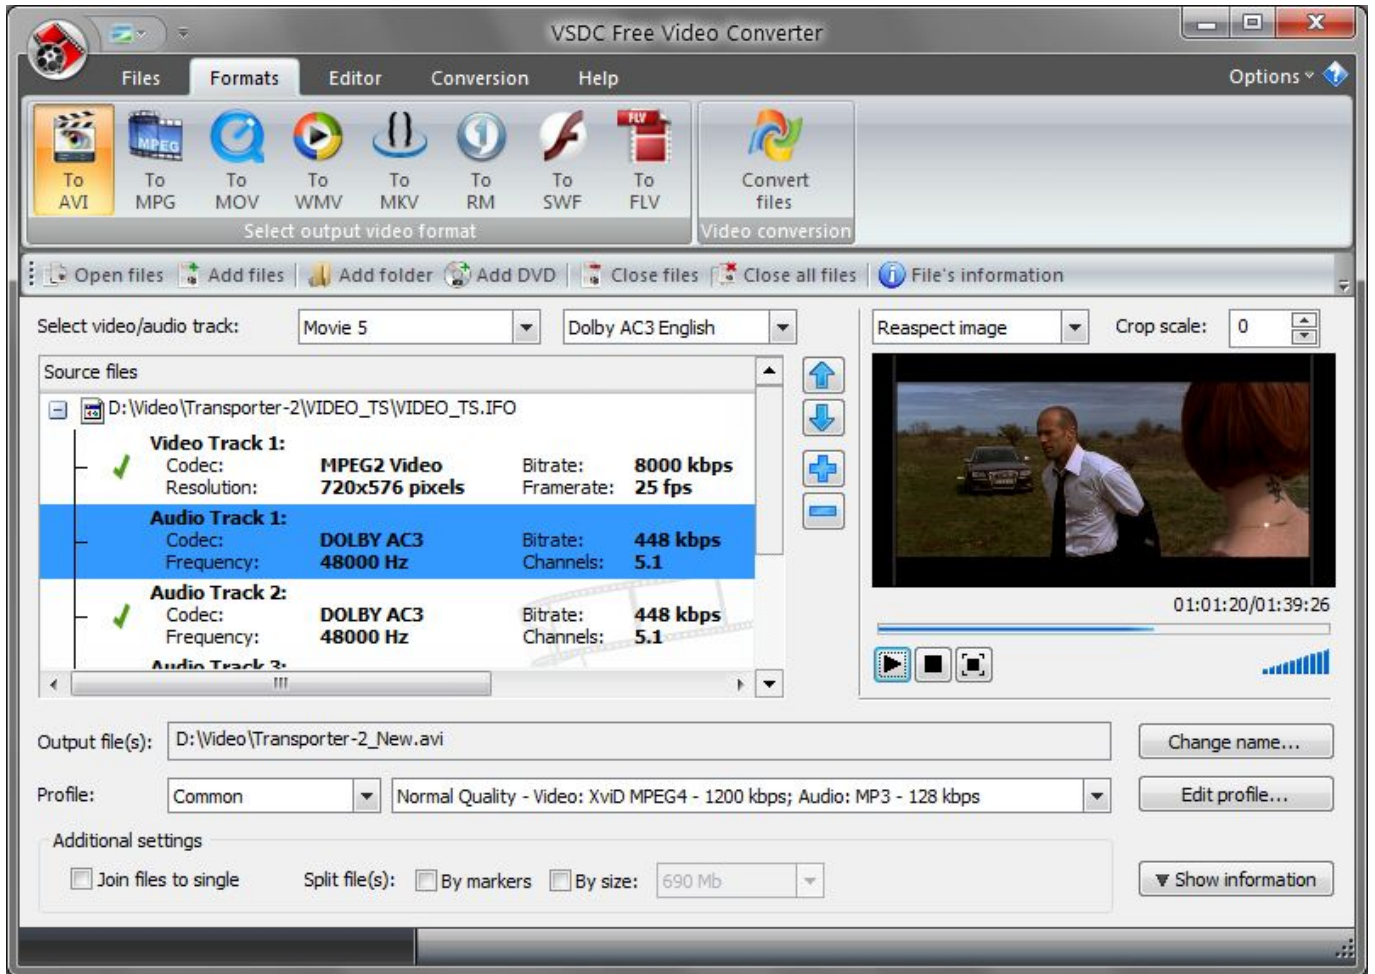 VSDC Free Video Converter
Files Formats Editor Conversion Help Options
MPEG FLV
To AVI To MPG To MOV To WMV To MKV To RM To SWF To FLV Convert files
Select output video format Video conversion
Open files Add files Add folder Add DVD Close files Close all files File's information
Select video/audio track: Movie 5 Dolby AC3 English Reaspect image Crop scale: 0
Source files
D:\Video\Transporter-2\VIDEO_TS\VIDEO_TS.IFO
Video Track 1:
Codec: MPEG2 Video Bitrate: 8000 kbps
Resolution: 720x576 pixels Framerate: 25 fps
Audio Track 1:
Codec: DOLBY AC3 Bitrate: 448 kbps
Frequency: 48000 Hz Channels: 5.1
Audio Track 2:
Codec: DOLBY AC3 Bitrate: 448 kbps
Frequency: 48000 Hz Channels: 5.1
Audio Track 3:
01:01:20/01:39:26
Output file(s): D:\Video\Transporter-2_New.avi Change name...
Profile: Common Normal Quality - Video: XviD MPEG4 - 1200 kbps; Audio: MP3 - 128 kbps Edit profile...
Additional settings
Join files to single Split file(s): By markers By size: 690 Mb Show information